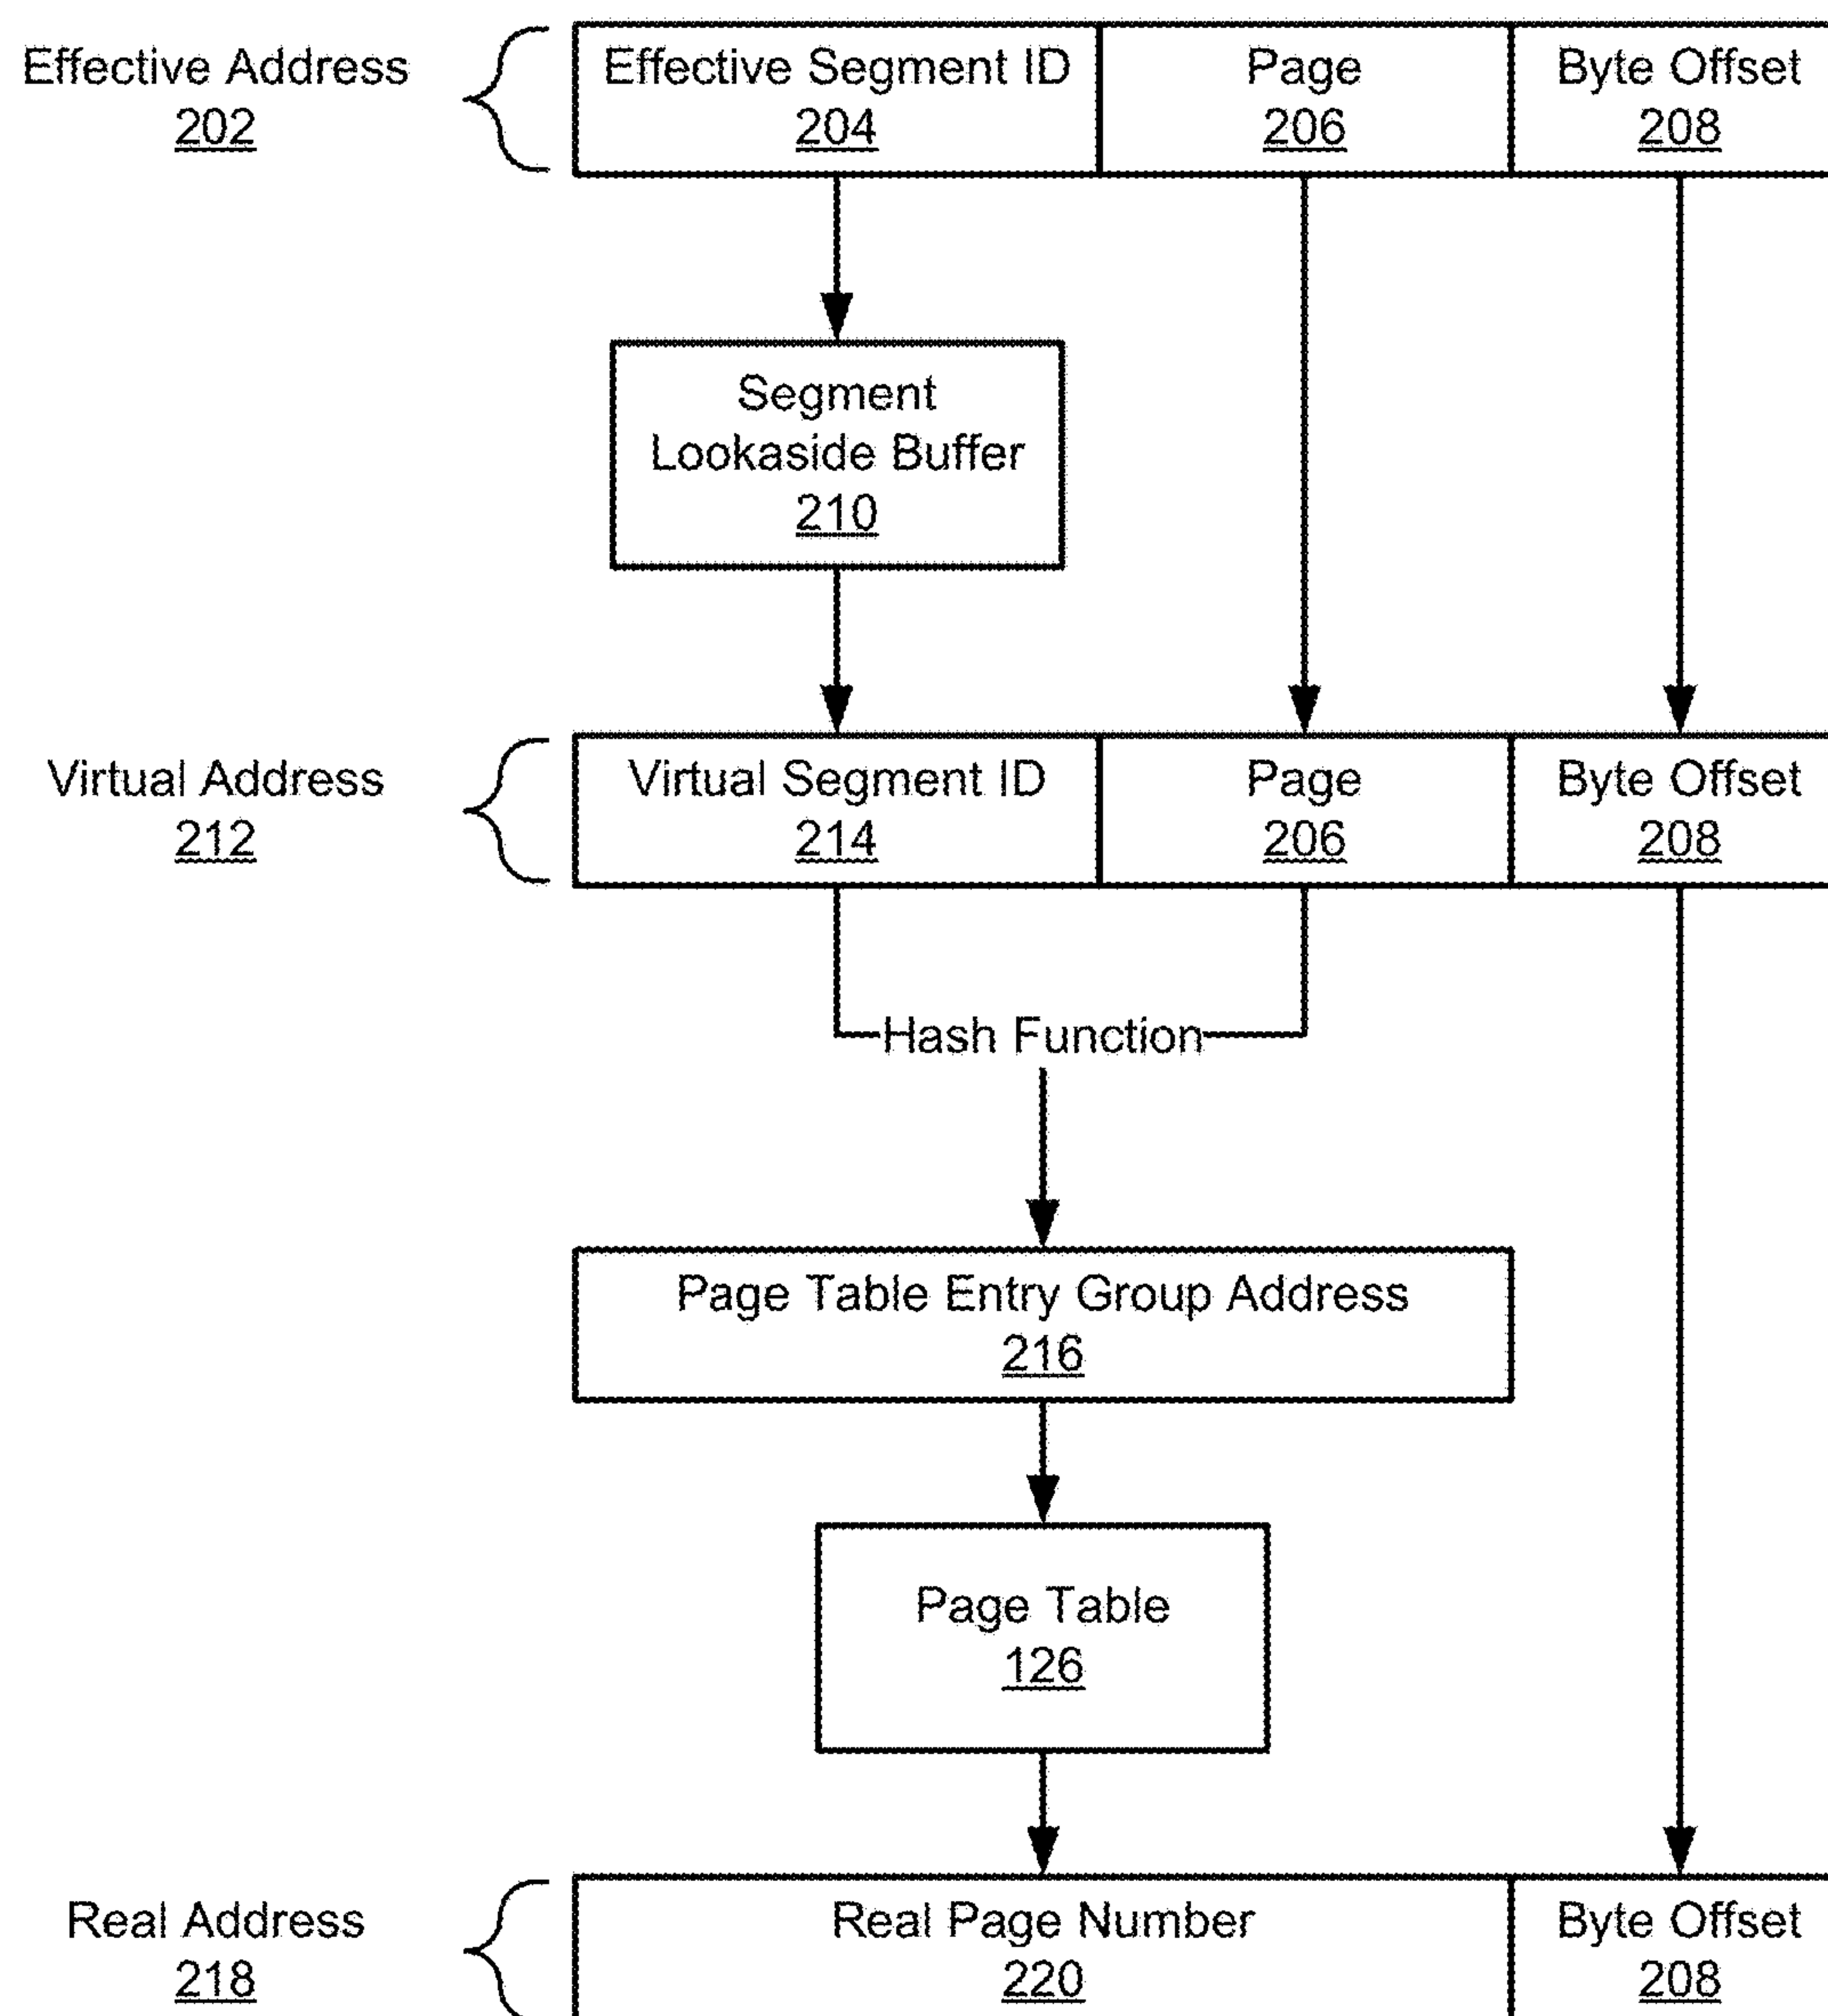 Effective Address
202
Effective Segment ID
204
Page
206
Byte Offset
208
Segment
Lookaside Buffer
210
Virtual Address
212
Virtual Segment ID
214
Page
206
Byte Offset
208
Hash Function
Page Table Entry Group Address
216
Page Table
126
Real Address
218
Real Page Number
220
Byte Offset
208